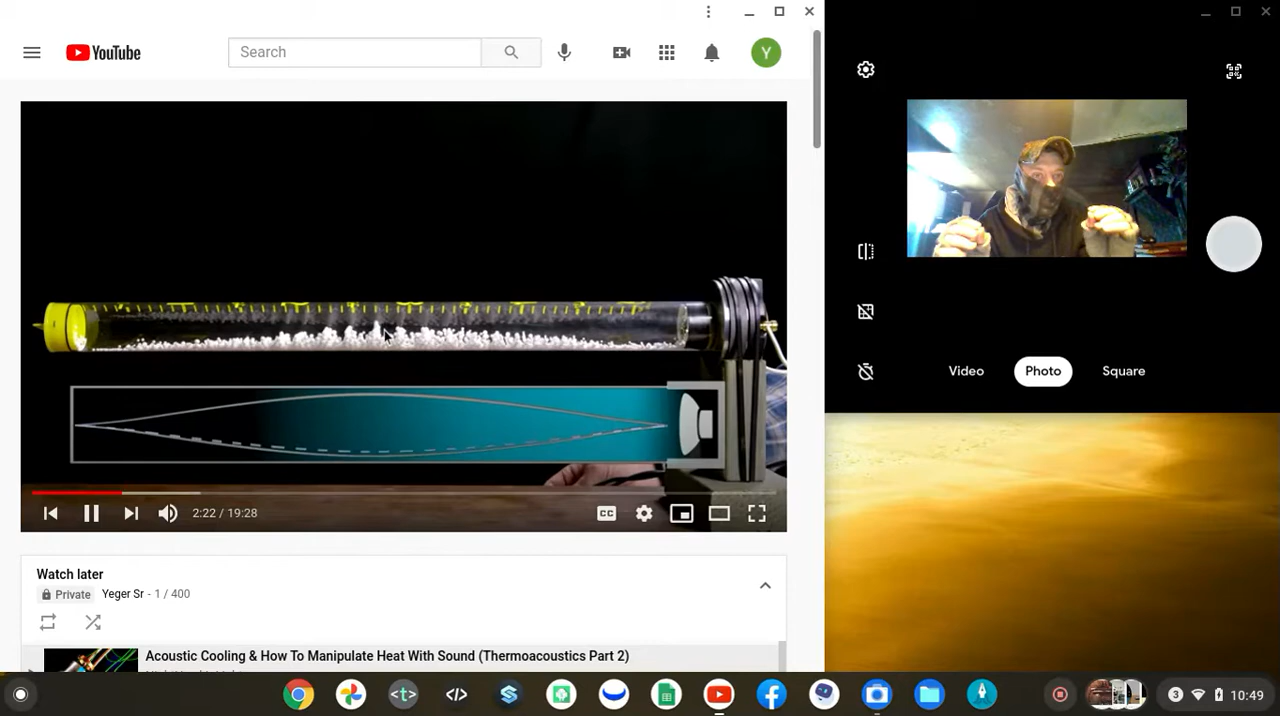 YouTube
Search
Y
2:22 / 19:28
CC
Watch later
Private
Yeger Sr - 1 / 400
Acoustic Cooling & How To Manipulate Heat With Sound (Thermoacoustics Part 2)
Video
Photo
Square
<t>
</>
3
10:49